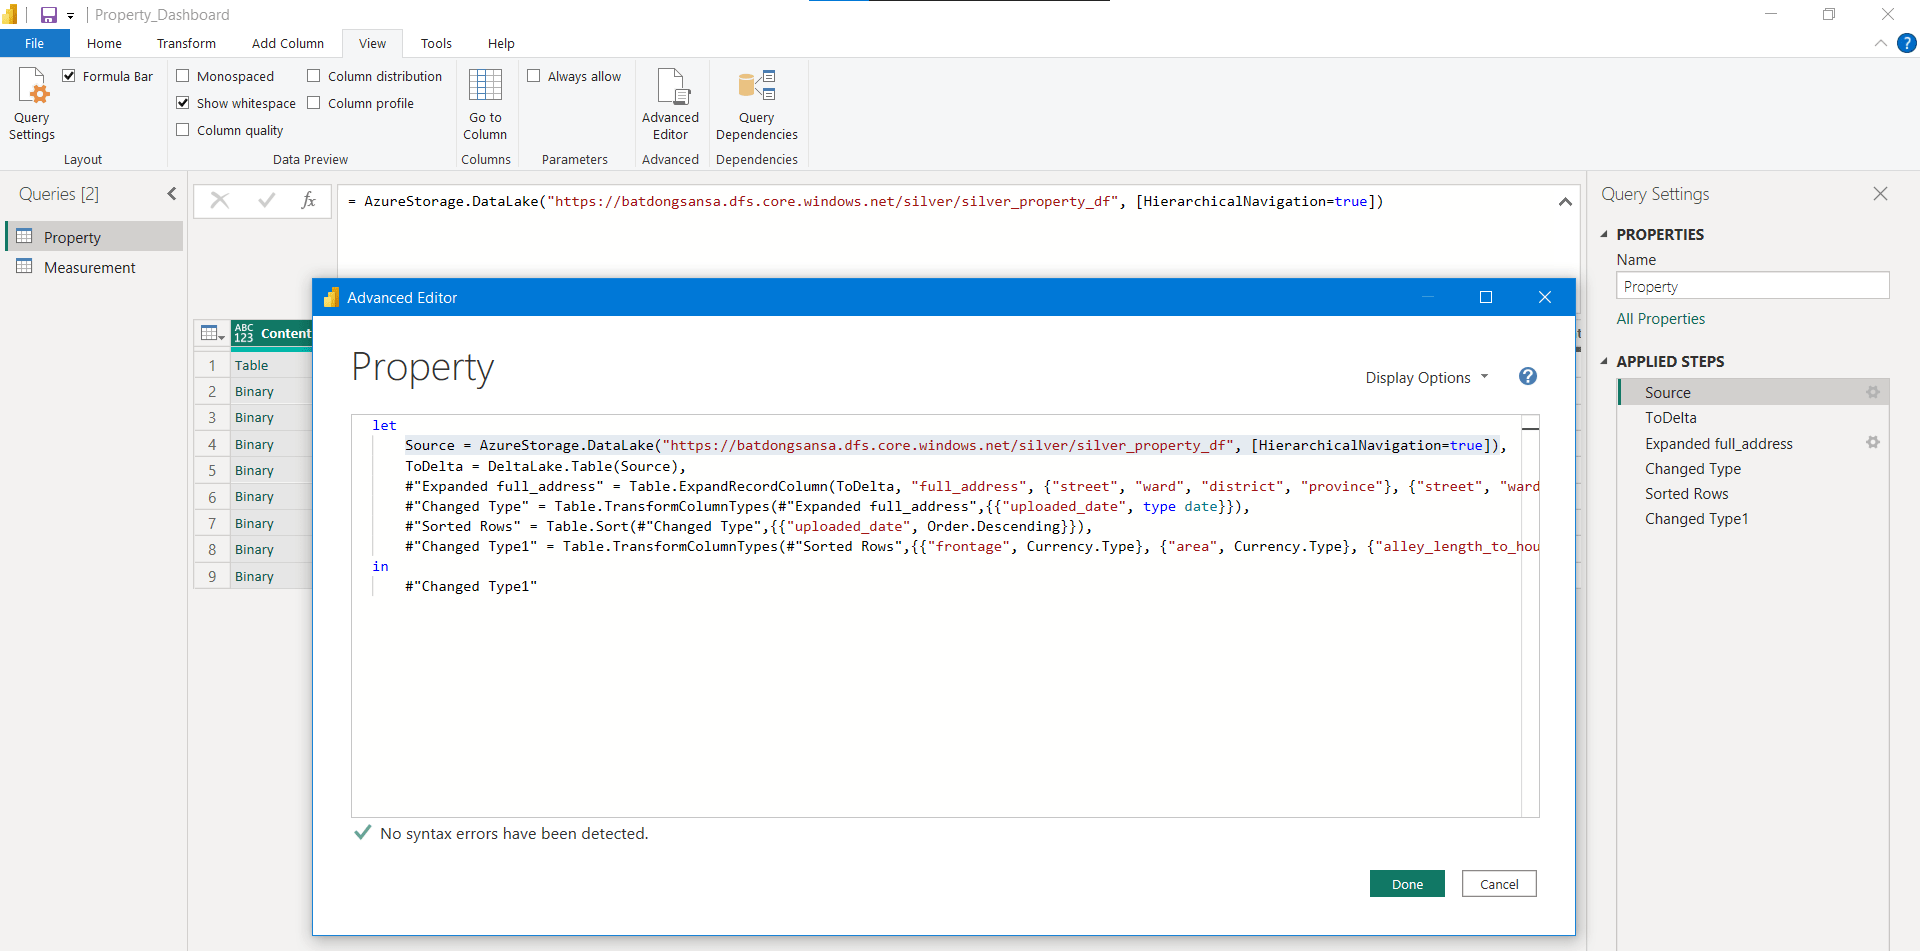 Property_Dashboard
File Home Transform Add Column View Tools Help
Query Settings
Formula Bar
Layout
Monospaced
Show whitespace
Column quality
Column distribution
Column profile
Data Preview
Go to Column
Columns
Always allow
Parameters
Advanced Editor
Advanced
Query Dependencies
Dependencies
Queries [2]
Property
Measurement
fx
= AzureStorage.DataLake("https://batdongsansa.dfs.core.windows.net/silver/silver_property_df", [HierarchicalNavigation=true])
ABC 123 Content
1 Table
2 Binary
3 Binary
4 Binary
5 Binary
6 Binary
7 Binary
8 Binary
9 Binary
Advanced Editor
Property
Display Options
?
let
Source = AzureStorage.DataLake("https://batdongsansa.dfs.core.windows.net/silver/silver_property_df", [HierarchicalNavigation=true]),
ToDelta = DeltaLake.Table(Source),
#"Expanded full_address" = Table.ExpandRecordColumn(ToDelta, "full_address", {"street", "ward", "district", "province"}, {"street", "ward
#"Changed Type" = Table.TransformColumnTypes(#"Expanded full_address",{{"uploaded_date", type date}}),
#"Sorted Rows" = Table.Sort(#"Changed Type",{{"uploaded_date", Order.Descending}}),
#"Changed Type1" = Table.TransformColumnTypes(#"Sorted Rows",{{"frontage", Currency.Type}, {"area", Currency.Type}, {"alley_length_to_hou
in
#"Changed Type1"
No syntax errors have been detected.
Done
Cancel
Query Settings
PROPERTIES
Name
Property
All Properties
APPLIED STEPS
Source
ToDelta
Expanded full_address
Changed Type
Sorted Rows
Changed Type1
?